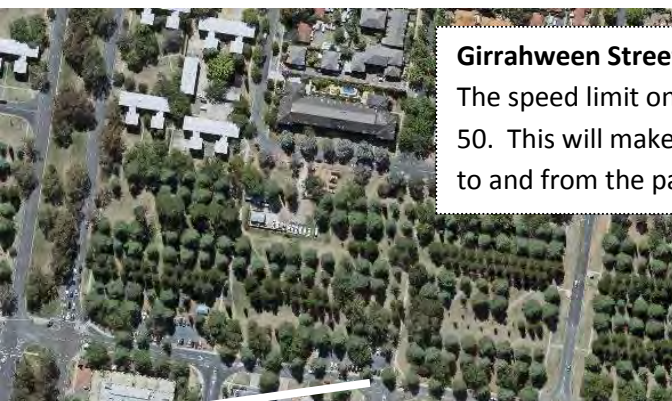 Girrahween Stree
The speed limit on
50. This will make
to and from the pa